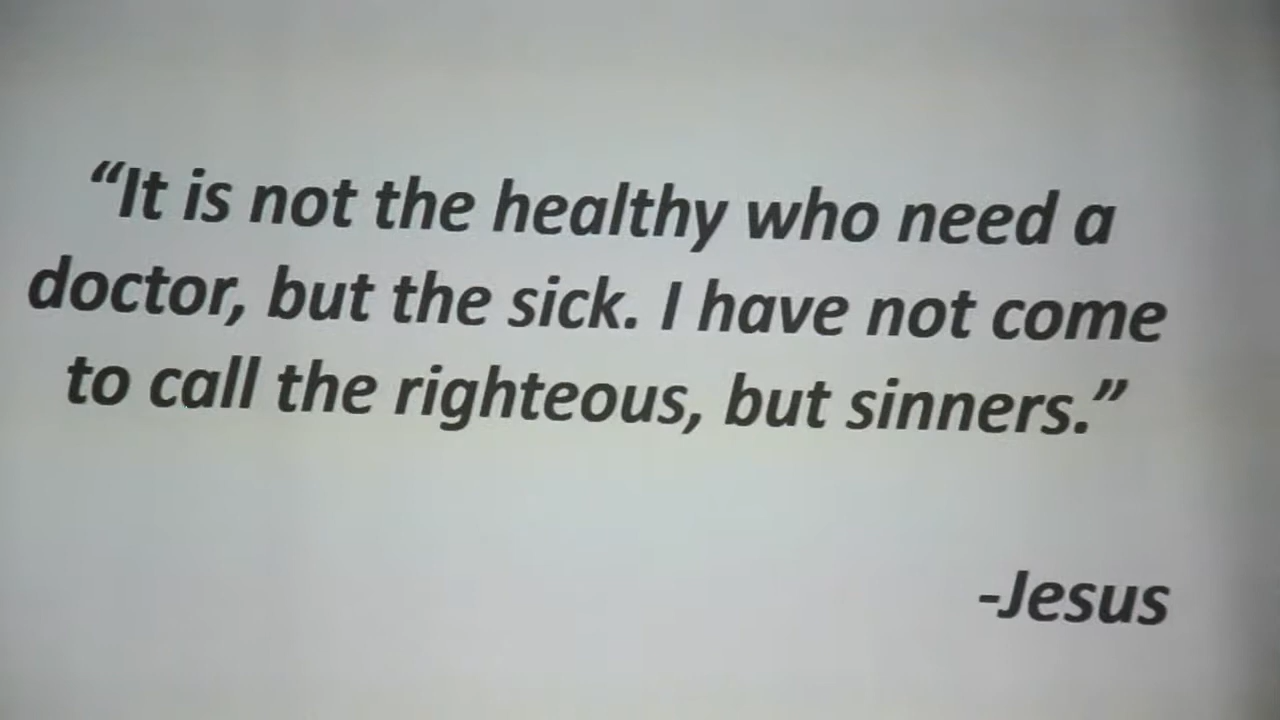 “It is not the healthy who need a
doctor, but the sick. I have not come
to call the righteous, but sinners.”
-Jesus